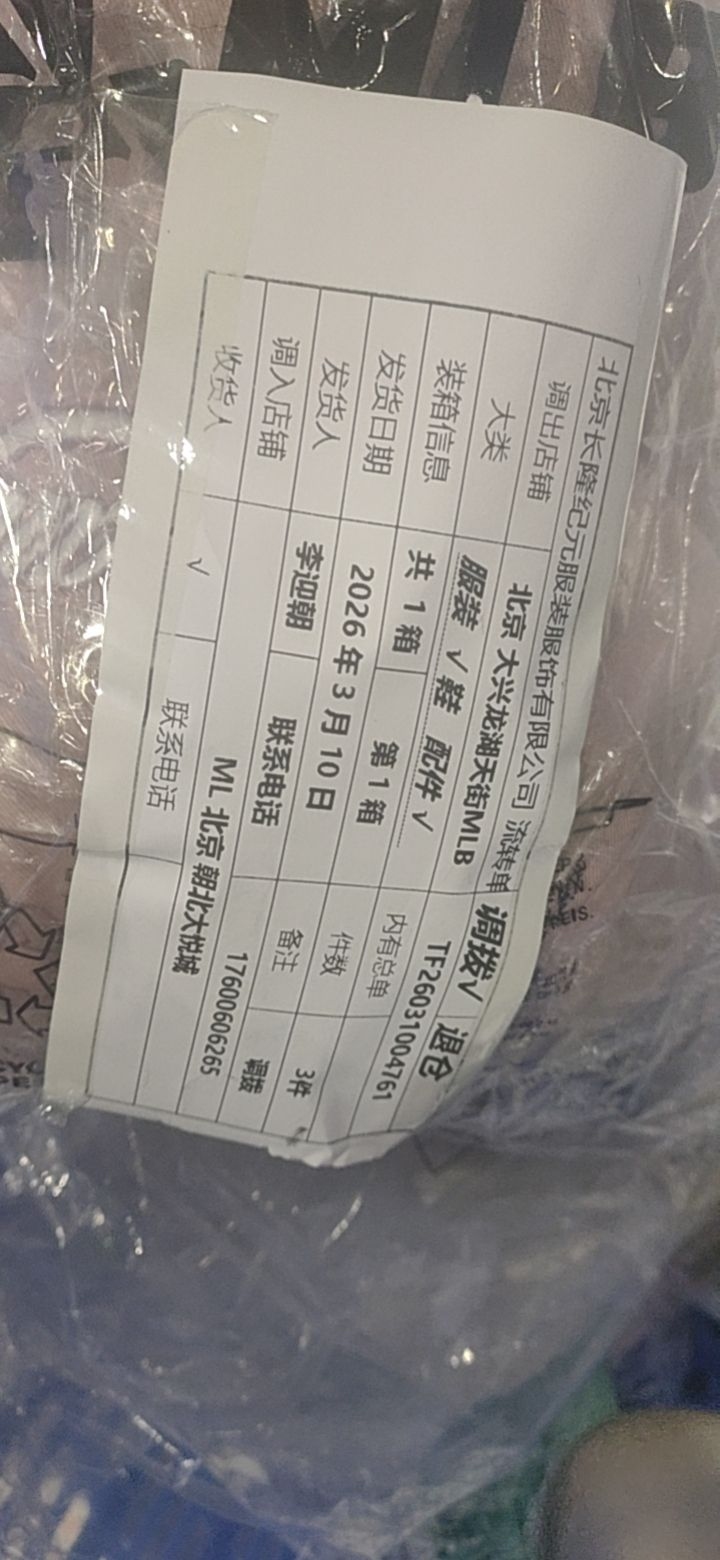 北京长隆纪元服装服饰有限公司 流转单
调出店铺 北京 大兴龙湖天街MLB 调拨√ 退仓
大类 服装 √ 鞋 配件 √ TF26031004761
装箱信息 共 1 箱 第 1 箱 内有总单
发货日期 2026 年 3 月 10 日 件数 3件
发货人 李迎朝 联系电话 备注 调拨
17600606265
调入店铺 ML 北京 朝北大悦城
收货人 √ 联系电话